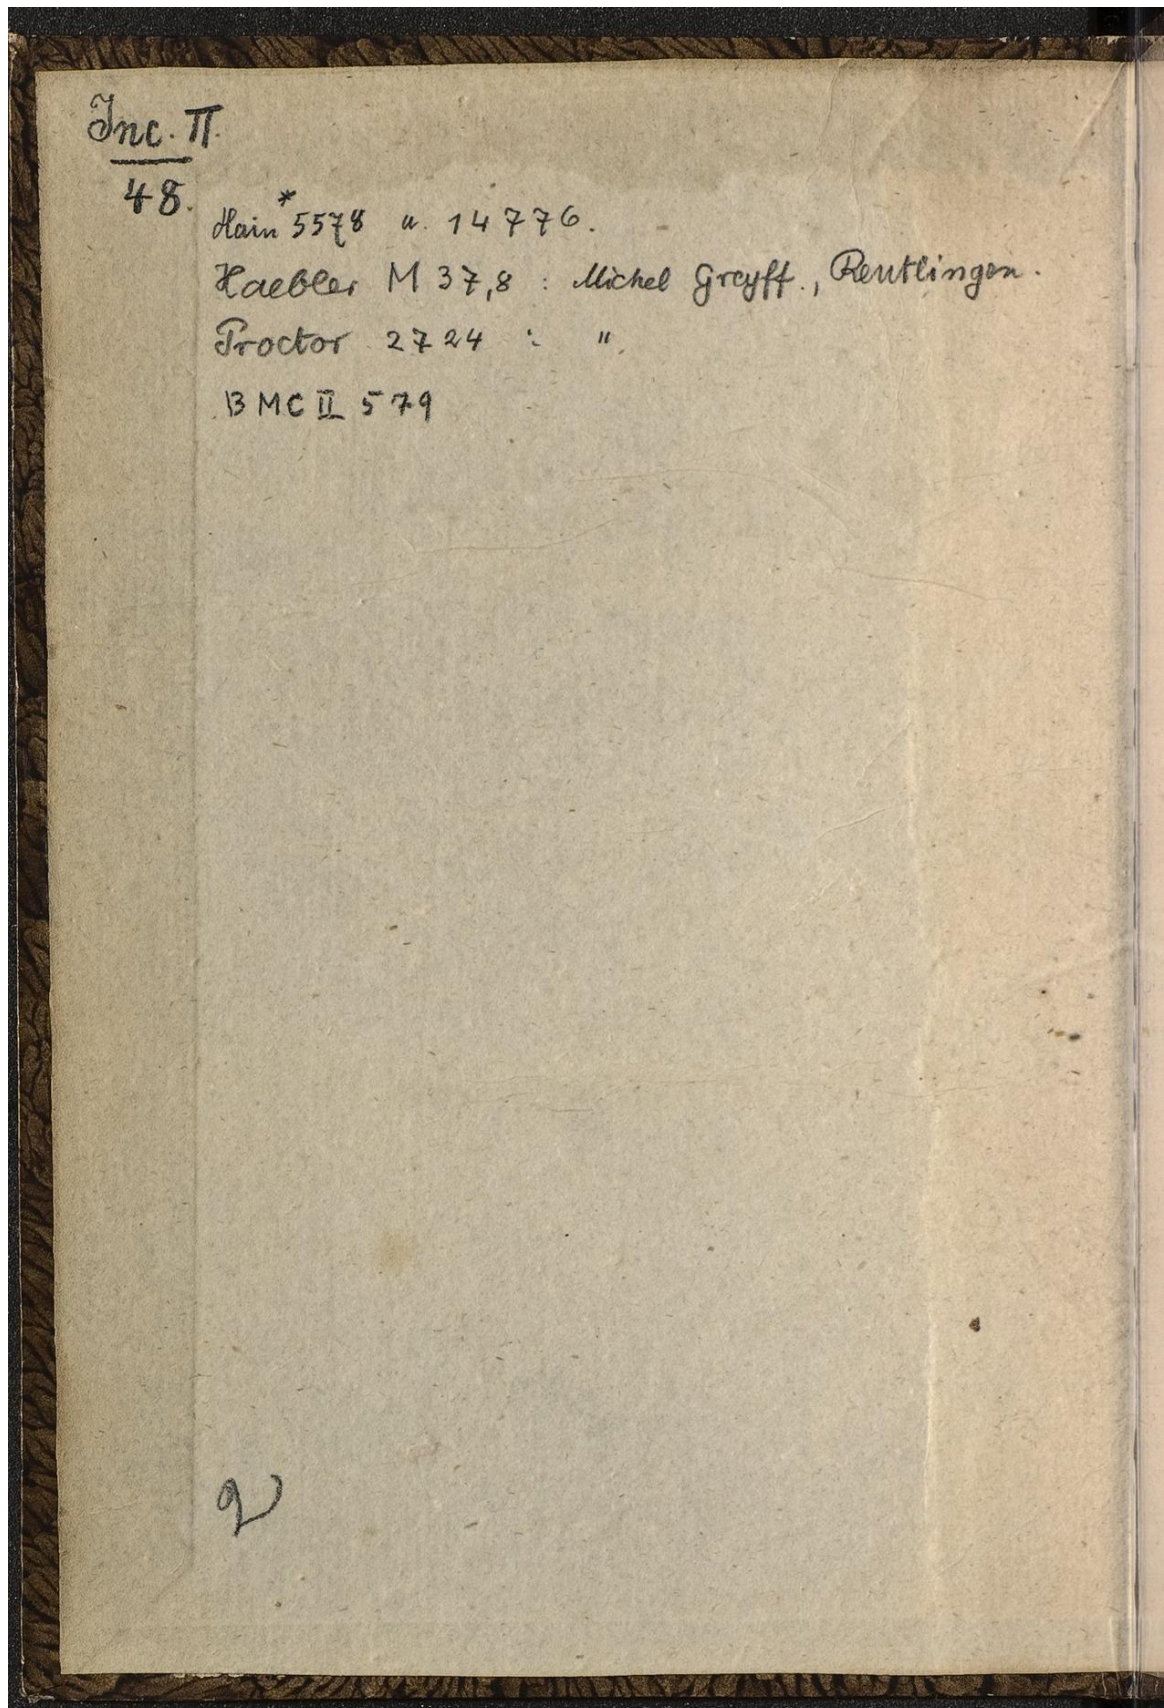 Inc. II.
48.
Hain *5578 u. 14776.
Haebler M 37,8 : Michel Greyff., Reutlingen.
Proctor 2724 : "
BMC II 579